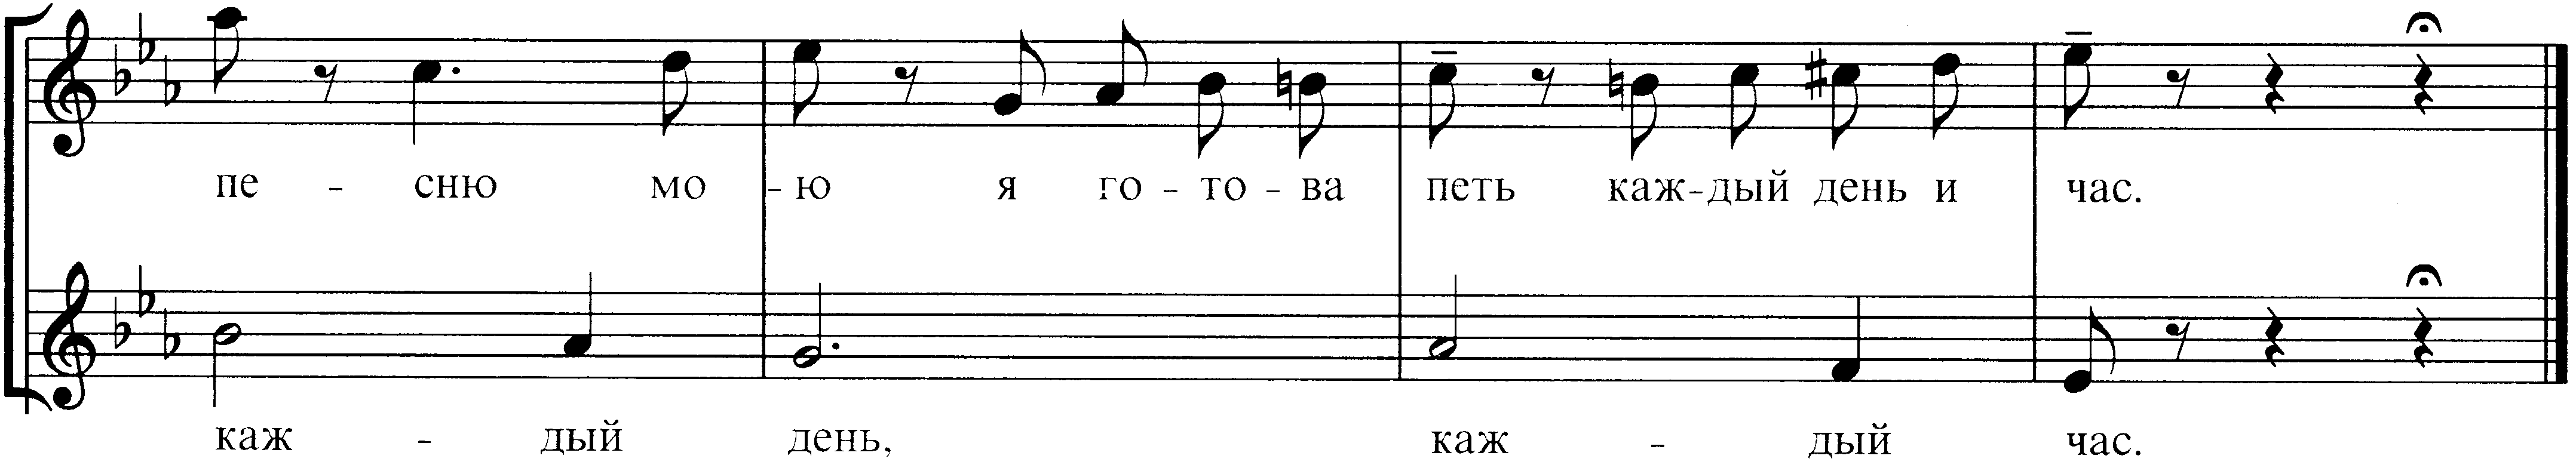 пе - сню мо - ю я го - то - ва петь каж - дый день и час.
каж - дый день, каж - дый час.